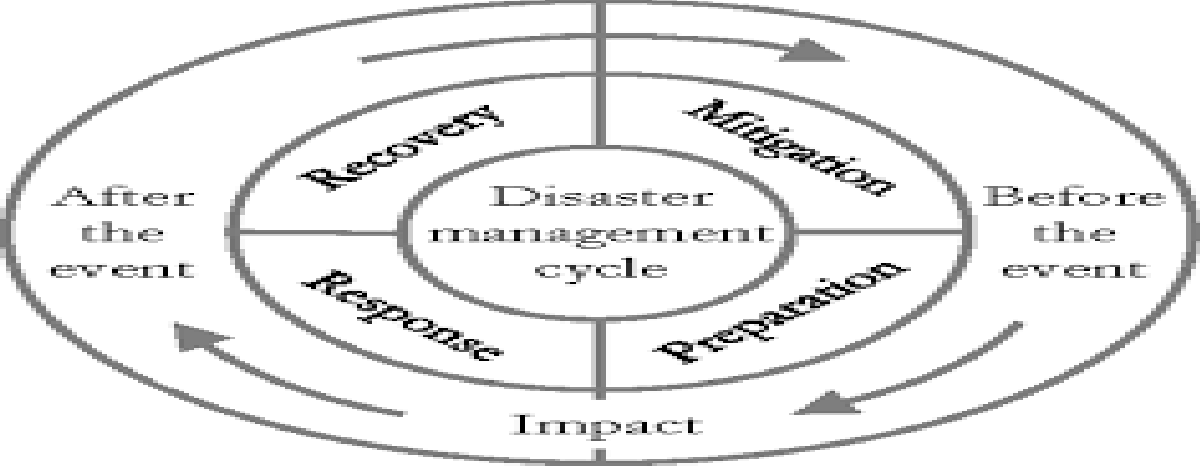 Recovery
Mitigation
After
the
event
Disaster
management
cycle
Before
the
event
Response
Preparation
Impact